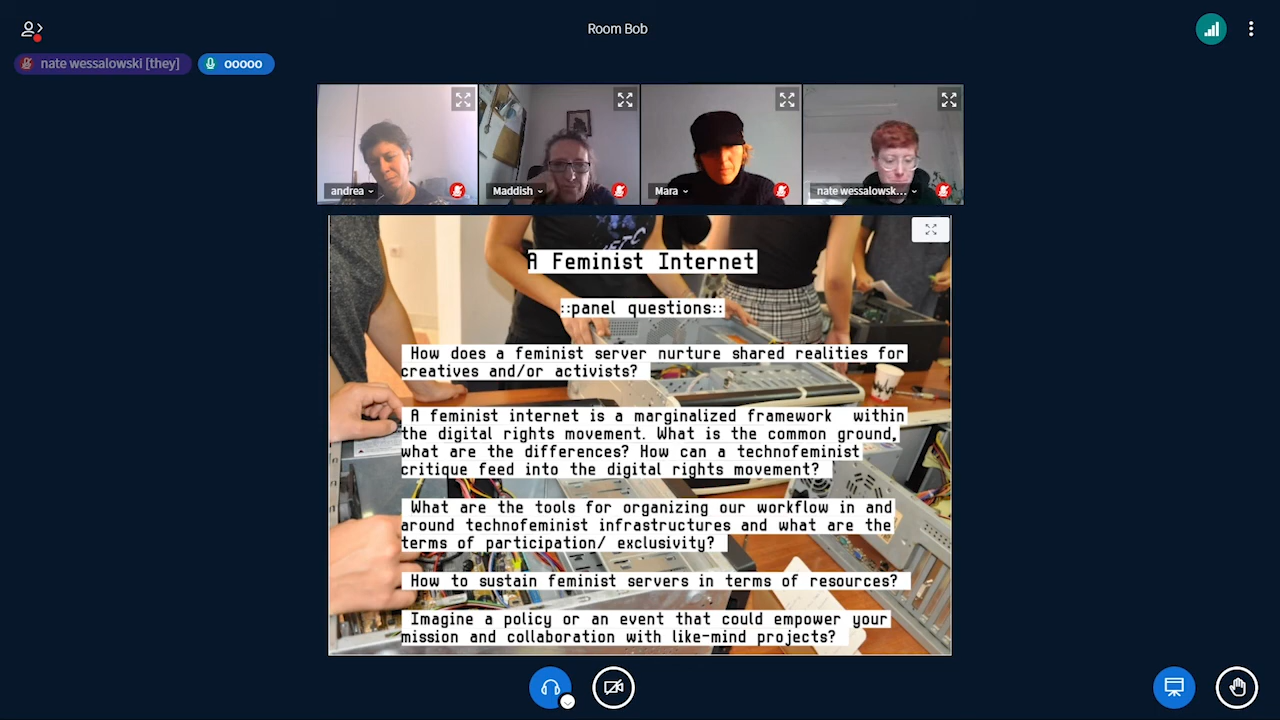 Room Bob
nate wessalowski [they]
ooooo
andrea
Maddish
Mara
nate wessalowsk...
A Feminist Internet
::panel questions::
How does a feminist server nurture shared realities for
creatives and/or activists?
A feminist internet is a marginalized framework within
the digital rights movement. What is the common ground,
what are the differences? How can a technofeminist
critique feed into the digital rights movement?
What are the tools for organizing our workflow in and
around technofeminist infrastructures and what are the
terms of participation/ exclusivity?
How to sustain feminist servers in terms of resources?
Imagine a policy or an event that could empower your
mission and collaboration with like-mind projects?